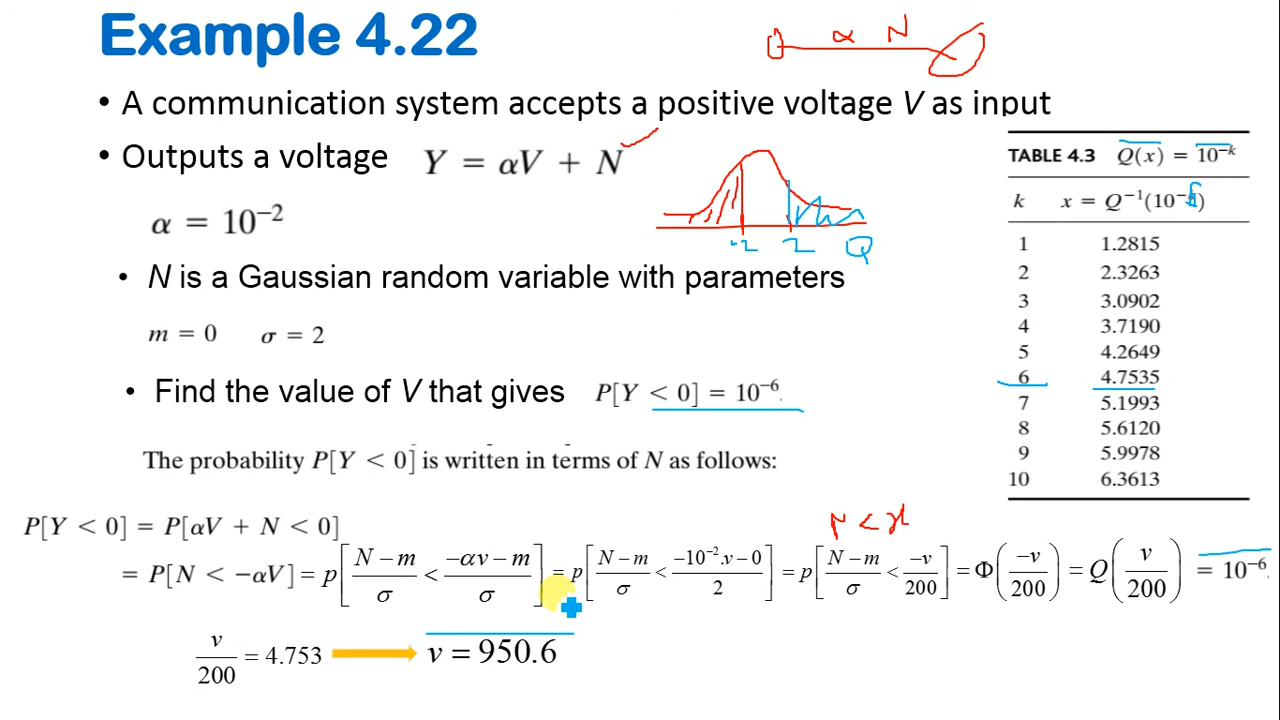 Example 4.22
α N
• A communication system accepts a positive voltage V as input
• Outputs a voltage Y = αV + N
α = 10⁻²
-2 2 Q
• N is a Gaussian random variable with parameters
m = 0 σ = 2
• Find the value of V that gives P[Y < 0] = 10⁻⁶.
The probability P[Y < 0] is written in terms of N as follows:
TABLE 4.3 Q(x) = 10⁻ᵏ
k x = Q⁻¹(10⁻ )
1 1.2815
2 2.3263
3 3.0902
4 3.7190
5 4.2649
6 4.7535
7 5.1993
8 5.6120
9 5.9978
10 6.3613
P[Y < 0] = P[αV + N < 0]
= P[N < −αV] = p[(N − m)/σ < (−αv − m)/σ] = p[(N − m)/σ < (−10⁻².v − 0)/2] = p[(N − m)/σ < −v/200] = Φ(−v/200) = Q(v/200) = 10⁻⁶
v/200 = 4.753 v = 950.6